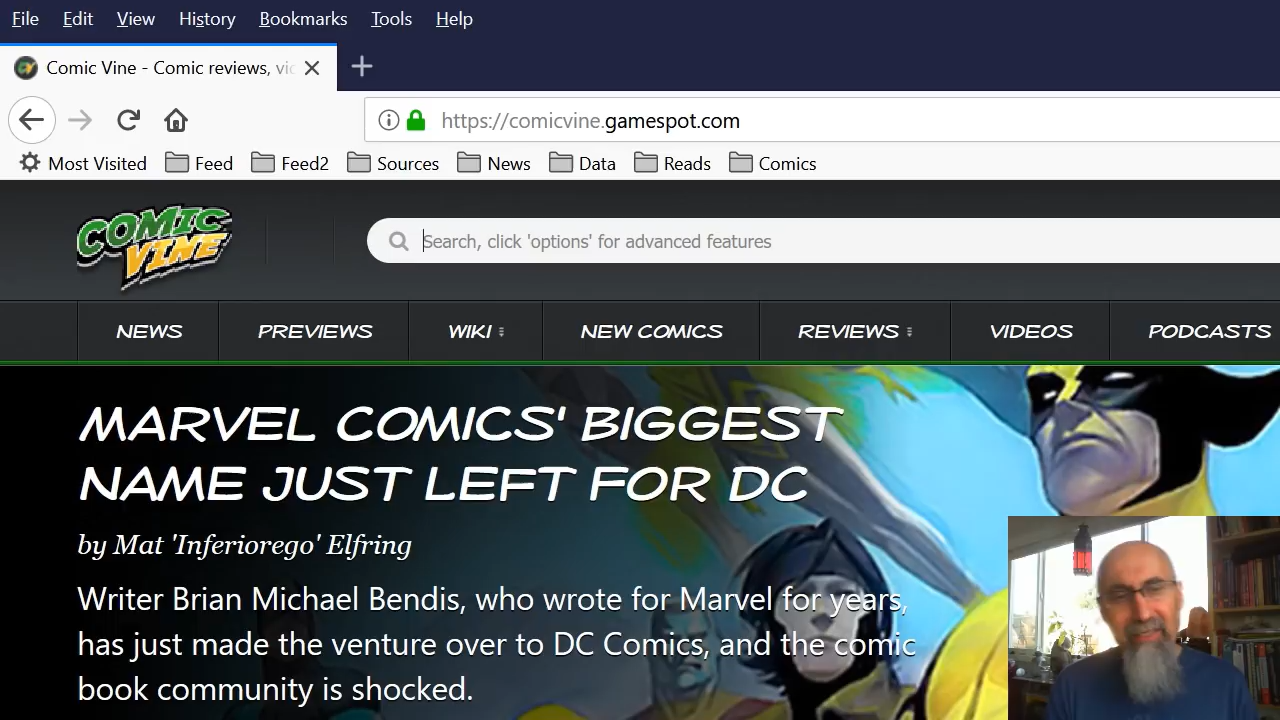 File Edit View History Bookmarks Tools Help
Comic Vine - Comic reviews, vic
https://comicvine.gamespot.com
Most Visited Feed Feed2 Sources News Data Reads Comics
COMIC
VINE
Search, click 'options' for advanced features
NEWS PREVIEWS WIKI NEW COMICS REVIEWS VIDEOS PODCASTS
MARVEL COMICS' BIGGEST
NAME JUST LEFT FOR DC
by Mat 'Inferiorego' Elfring
Writer Brian Michael Bendis, who wrote for Marvel for years,
has just made the venture over to DC Comics, and the comic
book community is shocked.